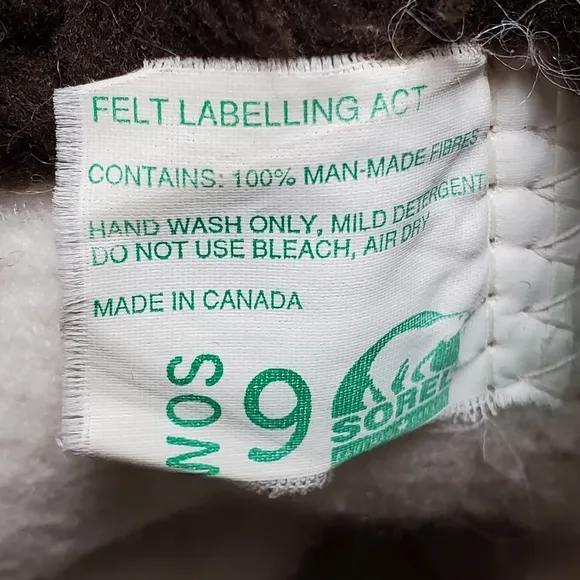 FELT LABELLING ACT
CONTAINS: 100% MAN-MADE FIBRES
HAND WASH ONLY, MILD DETERGENT
DO NOT USE BLEACH, AIR DRY
MADE IN CANADA
WOS
9
SOREL